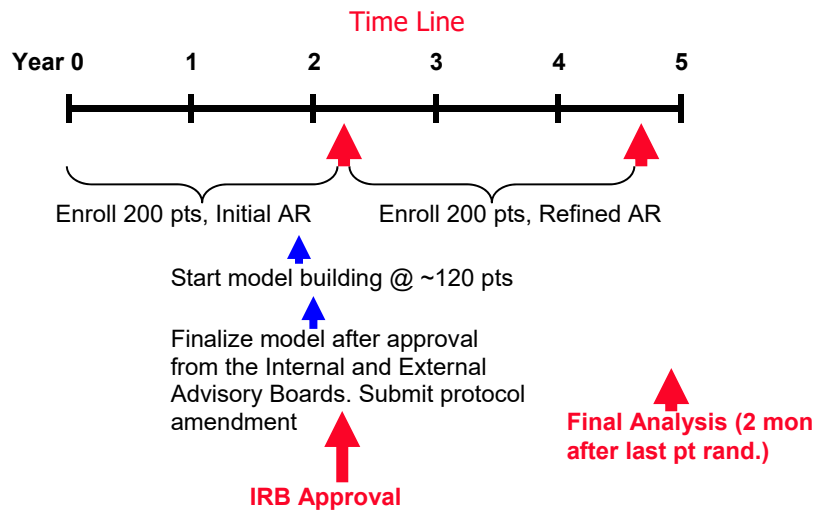 Time Line
Year 0 1 2 3 4 5
Enroll 200 pts, Initial AR Enroll 200 pts, Refined AR
Start model building @ ~120 pts
Finalize model after approval
from the Internal and External
Advisory Boards. Submit protocol
amendment
Final Analysis (2 mon
after last pt rand.)
IRB Approval